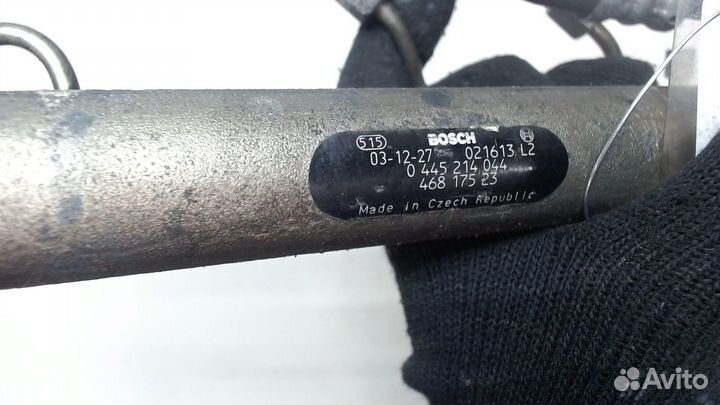 515 BOSCH
03-12-27 021613 L2
0 445 214 044
468 175 23
Made in Czech Republic
Avito